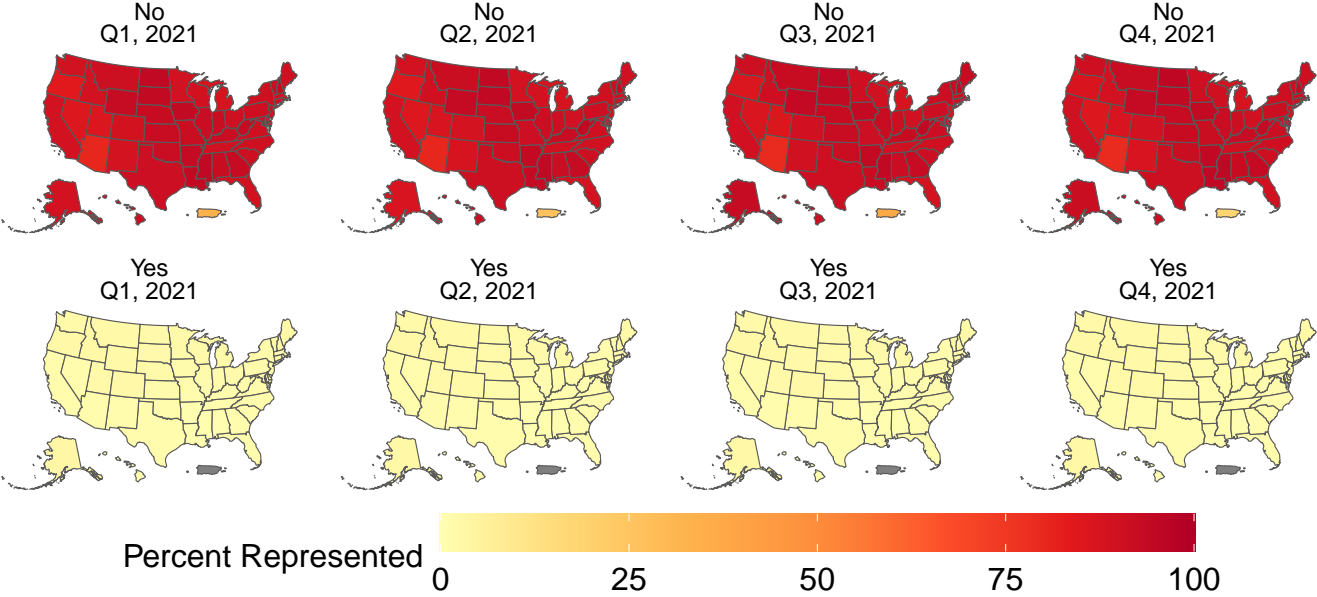 No
Q1, 2021
No
Q2, 2021
No
Q3, 2021
No
Q4, 2021
Yes
Q1, 2021
Yes
Q2, 2021
Yes
Q3, 2021
Yes
Q4, 2021
Percent Represented
0 25 50 75 100